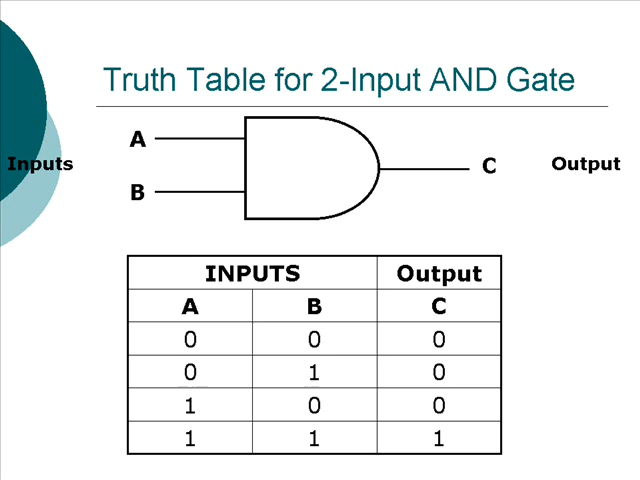 Truth Table for 2-Input AND Gate
A
Inputs
B
C
Output
INPUTS Output
A B C
0 0 0
0 1 0
1 0 0
1 1 1